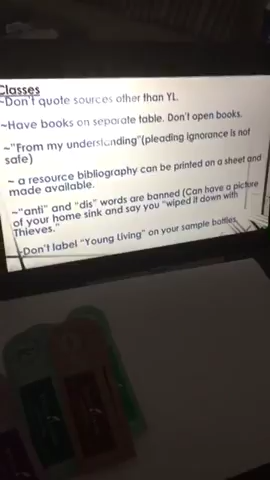 Classes
~Don't quote sources other than YL.
~Have books on separate table. Don't open books.
~"From my understanding"(pleading ignorance is not
safe)
~ a resource bibliography can be printed on a sheet and
made available.
~"anti" and "dis" words are banned (Can have a picture
of your home sink and say you "wiped it down with
Thieves."
~Don't label "Young Living" on your sample bottles